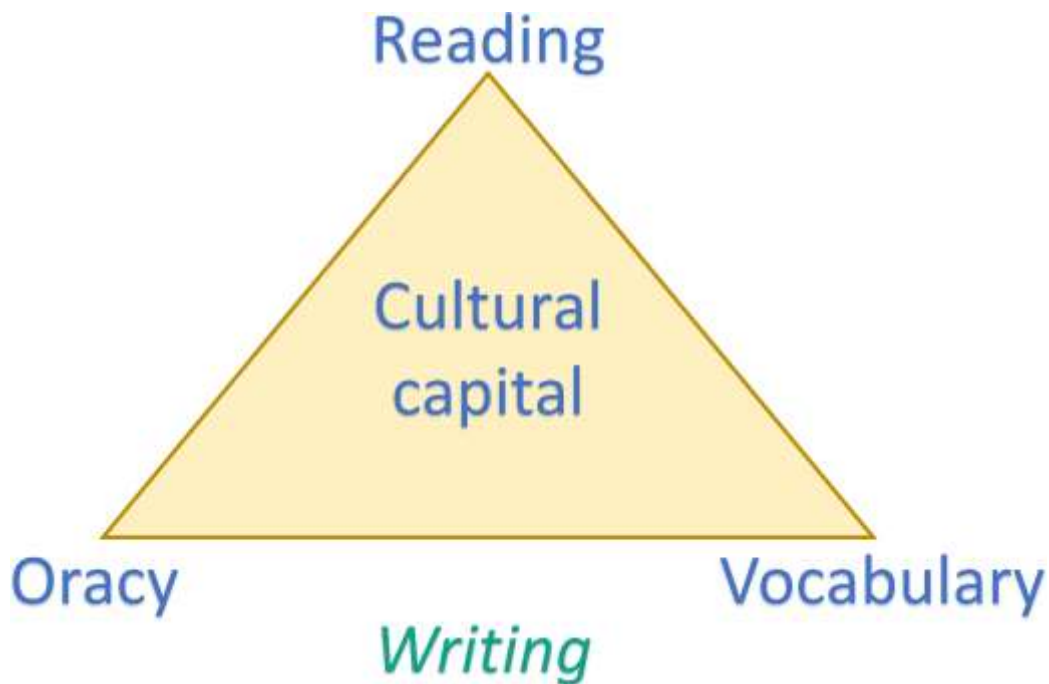 Reading
Cultural
capital
Oracy
Vocabulary
Writing